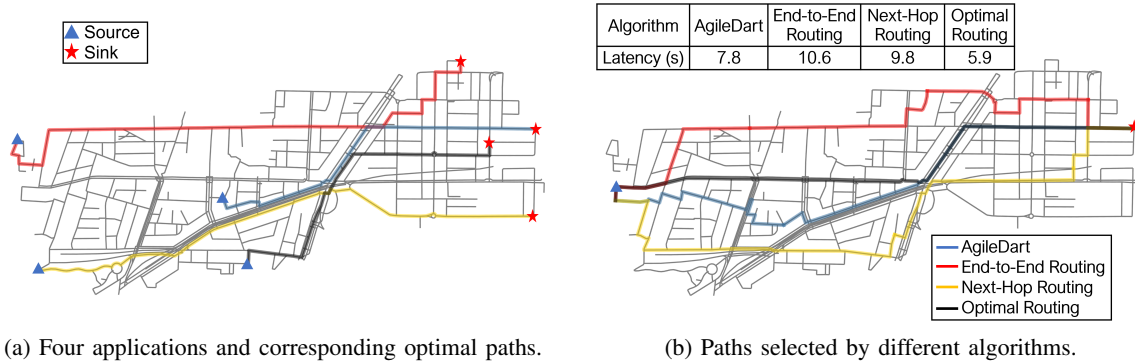 Source
Sink
Algorithm AgileDart End-to-End Routing Next-Hop Routing Optimal Routing
Latency (s) 7.8 10.6 9.8 5.9
AgileDart
End-to-End Routing
Next-Hop Routing
Optimal Routing
(a) Four applications and corresponding optimal paths.
(b) Paths selected by different algorithms.